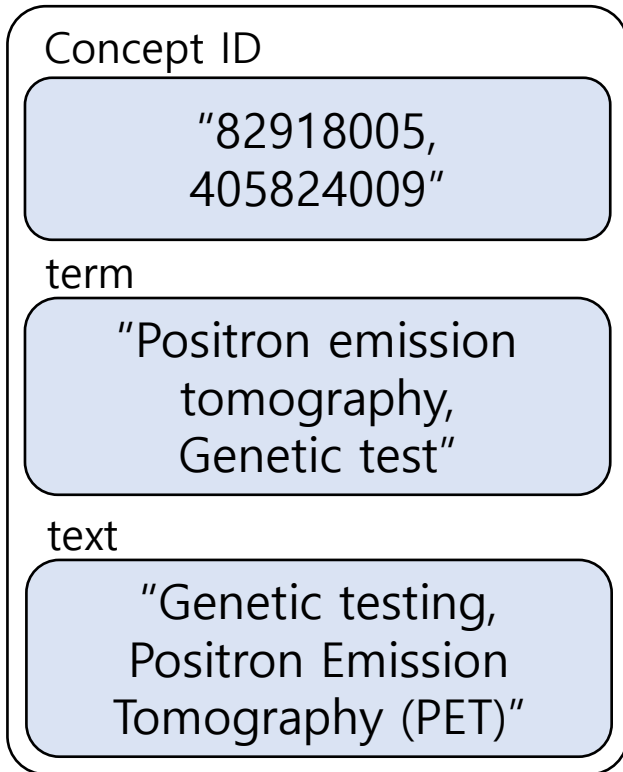 Concept ID
"82918005,
405824009"
term
"Positron emission
tomography,
Genetic test"
text
"Genetic testing,
Positron Emission
Tomography (PET)"